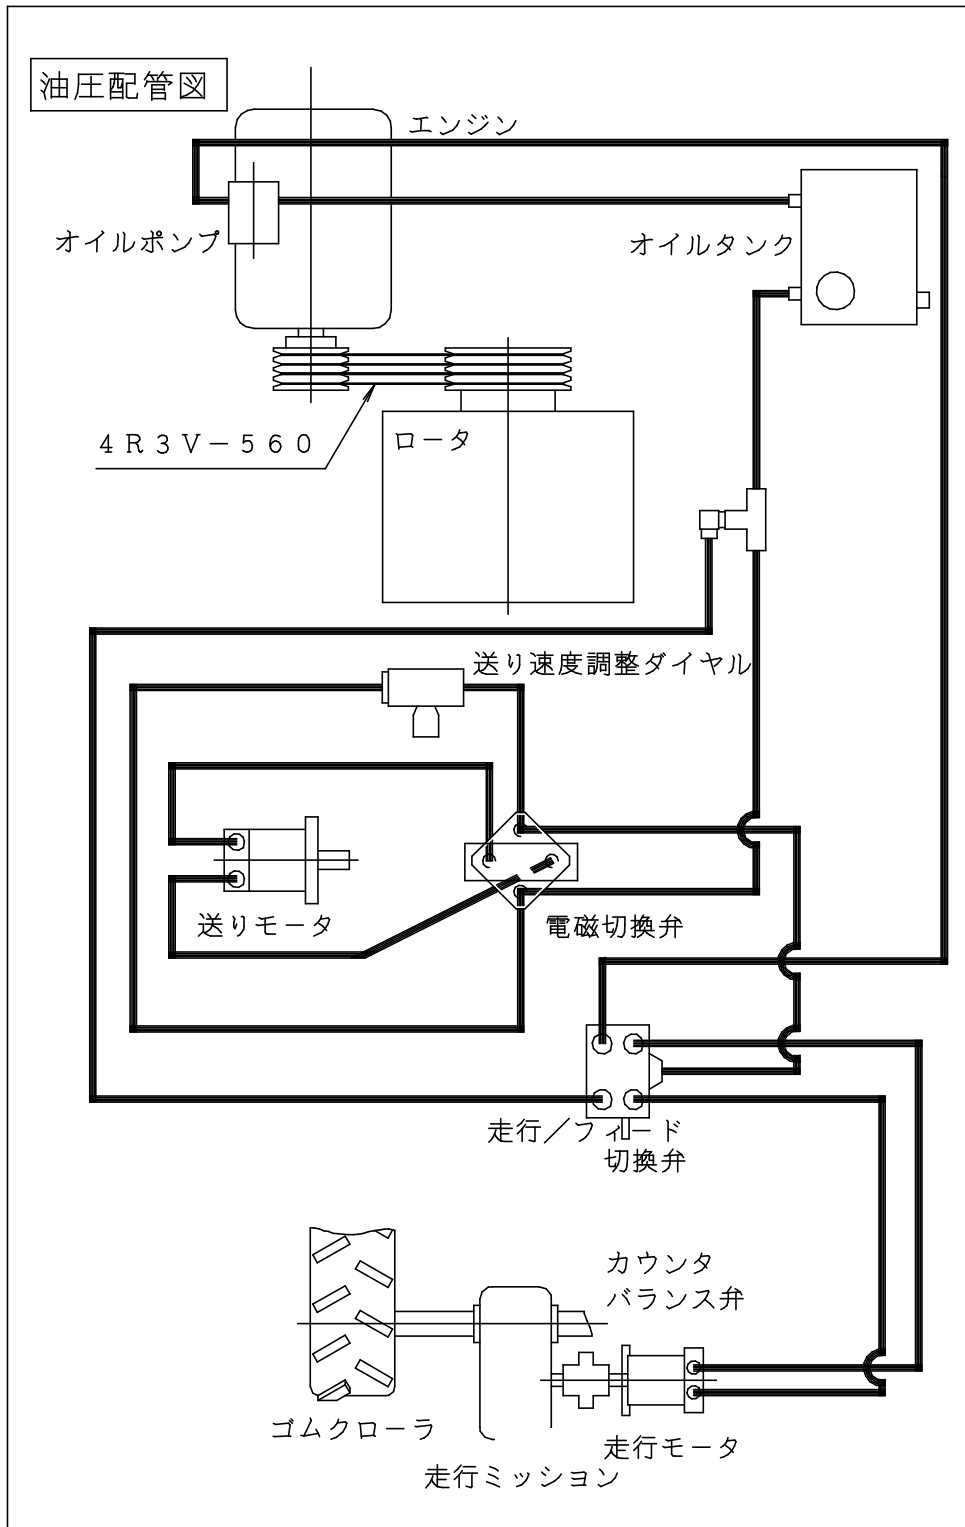 油圧配管図
エンジン
オイルポンプ
オイルタンク
4R3V-560
ロータ
送り速度調整ダイヤル
送りモータ
電磁切換弁
走行／フィード
切換弁
カウンタ
バランス弁
ゴムクローラ
走行モータ
走行ミッション